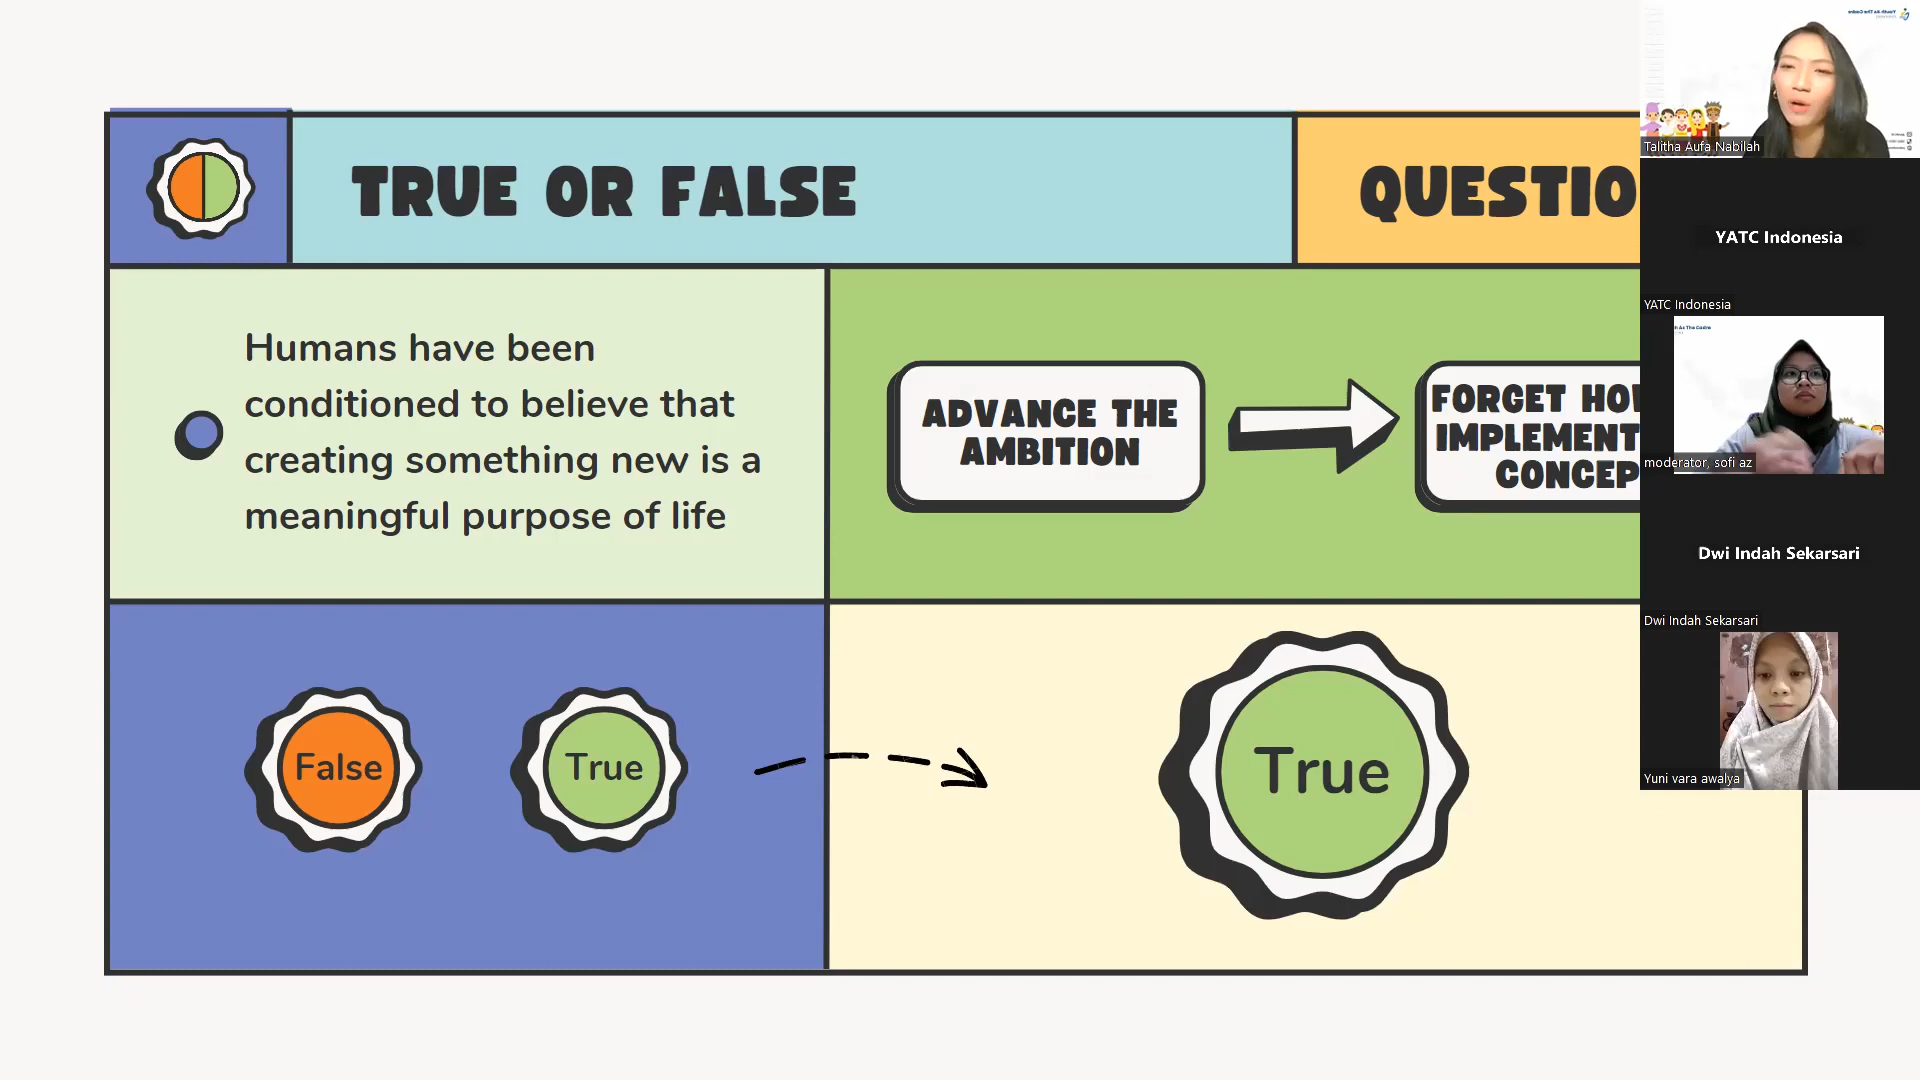 TRUE OR FALSE
QUESTIO
Humans have been
conditioned to believe that
creating something new is a
meaningful purpose of life
ADVANCE THE
AMBITION
FORGET HO
IMPLEMENT
CONCEP
False
True
True
Talitha Aufa Nabilah
YATC Indonesia
YATC Indonesia
moderator, sofi az
Dwi Indah Sekarsari
Dwi Indah Sekarsari
Yuni vara awalya